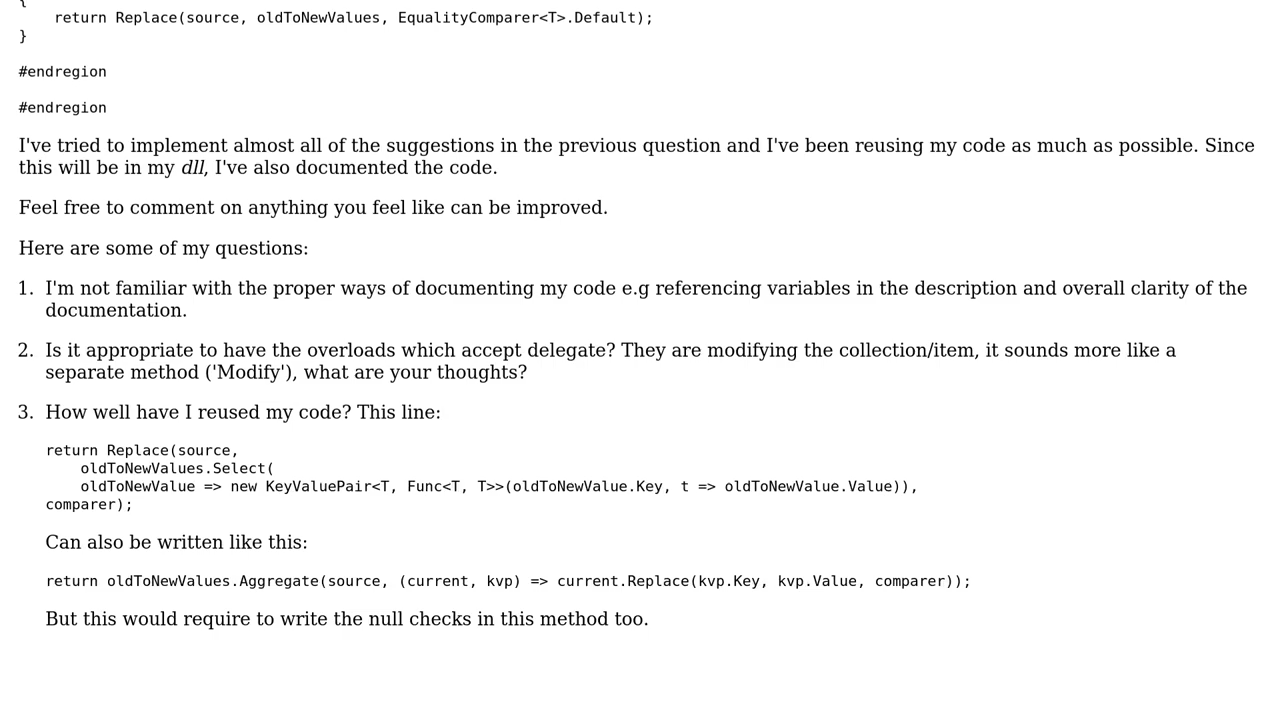 {
    return Replace(source, oldToNewValues, EqualityComparer<T>.Default);
}
#endregion
#endregion
I've tried to implement almost all of the suggestions in the previous question and I've been reusing my code as much as possible. Since
this will be in my dll, I've also documented the code.
Feel free to comment on anything you feel like can be improved.
Here are some of my questions:
1. I'm not familiar with the proper ways of documenting my code e.g referencing variables in the description and overall clarity of the
documentation.
2. Is it appropriate to have the overloads which accept delegate? They are modifying the collection/item, it sounds more like a
separate method ('Modify'), what are your thoughts?
3. How well have I reused my code? This line:
return Replace(source,
    oldToNewValues.Select(
    oldToNewValue => new KeyValuePair<T, Func<T, T>>(oldToNewValue.Key, t => oldToNewValue.Value)),
comparer);
Can also be written like this:
return oldToNewValues.Aggregate(source, (current, kvp) => current.Replace(kvp.Key, kvp.Value, comparer));
But this would require to write the null checks in this method too.